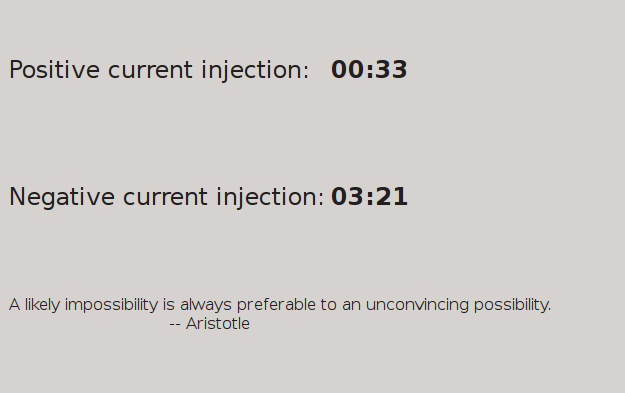 Positive current injection: 00:33
Negative current injection: 03:21
A likely impossibility is always preferable to an unconvincing possibility.
-- Aristotle